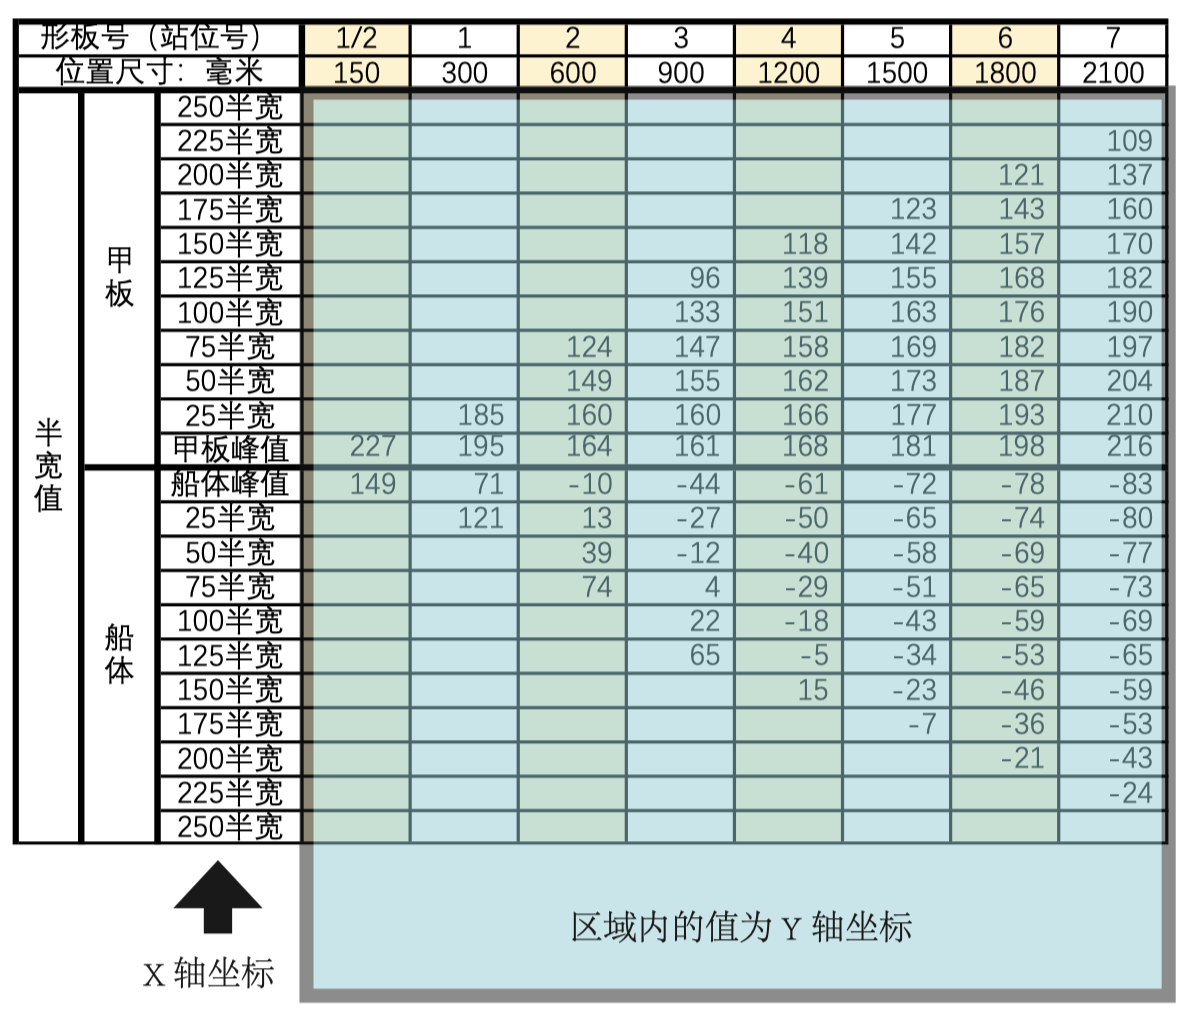 形板号（站位号） 1/2 1 2 3 4 5 6 7
位置尺寸：毫米 150 300 600 900 1200 1500 1800 2100
半宽值
甲板
250半宽
225半宽 109
200半宽 121 137
175半宽 123 143 160
150半宽 118 142 157 170
125半宽 96 139 155 168 182
100半宽 133 151 163 176 190
75半宽 124 147 158 169 182 197
50半宽 149 155 162 173 187 204
25半宽 185 160 160 166 177 193 210
甲板峰值 227 195 164 161 168 181 198 216
船体
船体峰值 149 71 -10 -44 -61 -72 -78 -83
25半宽 121 13 -27 -50 -65 -74 -80
50半宽 39 -12 -40 -58 -69 -77
75半宽 74 4 -29 -51 -65 -73
100半宽 22 -18 -43 -59 -69
125半宽 65 -5 -34 -53 -65
150半宽 15 -23 -46 -59
175半宽 -7 -36 -53
200半宽 -21 -43
225半宽 -24
250半宽
区域内的值为 Y 轴坐标
X 轴坐标